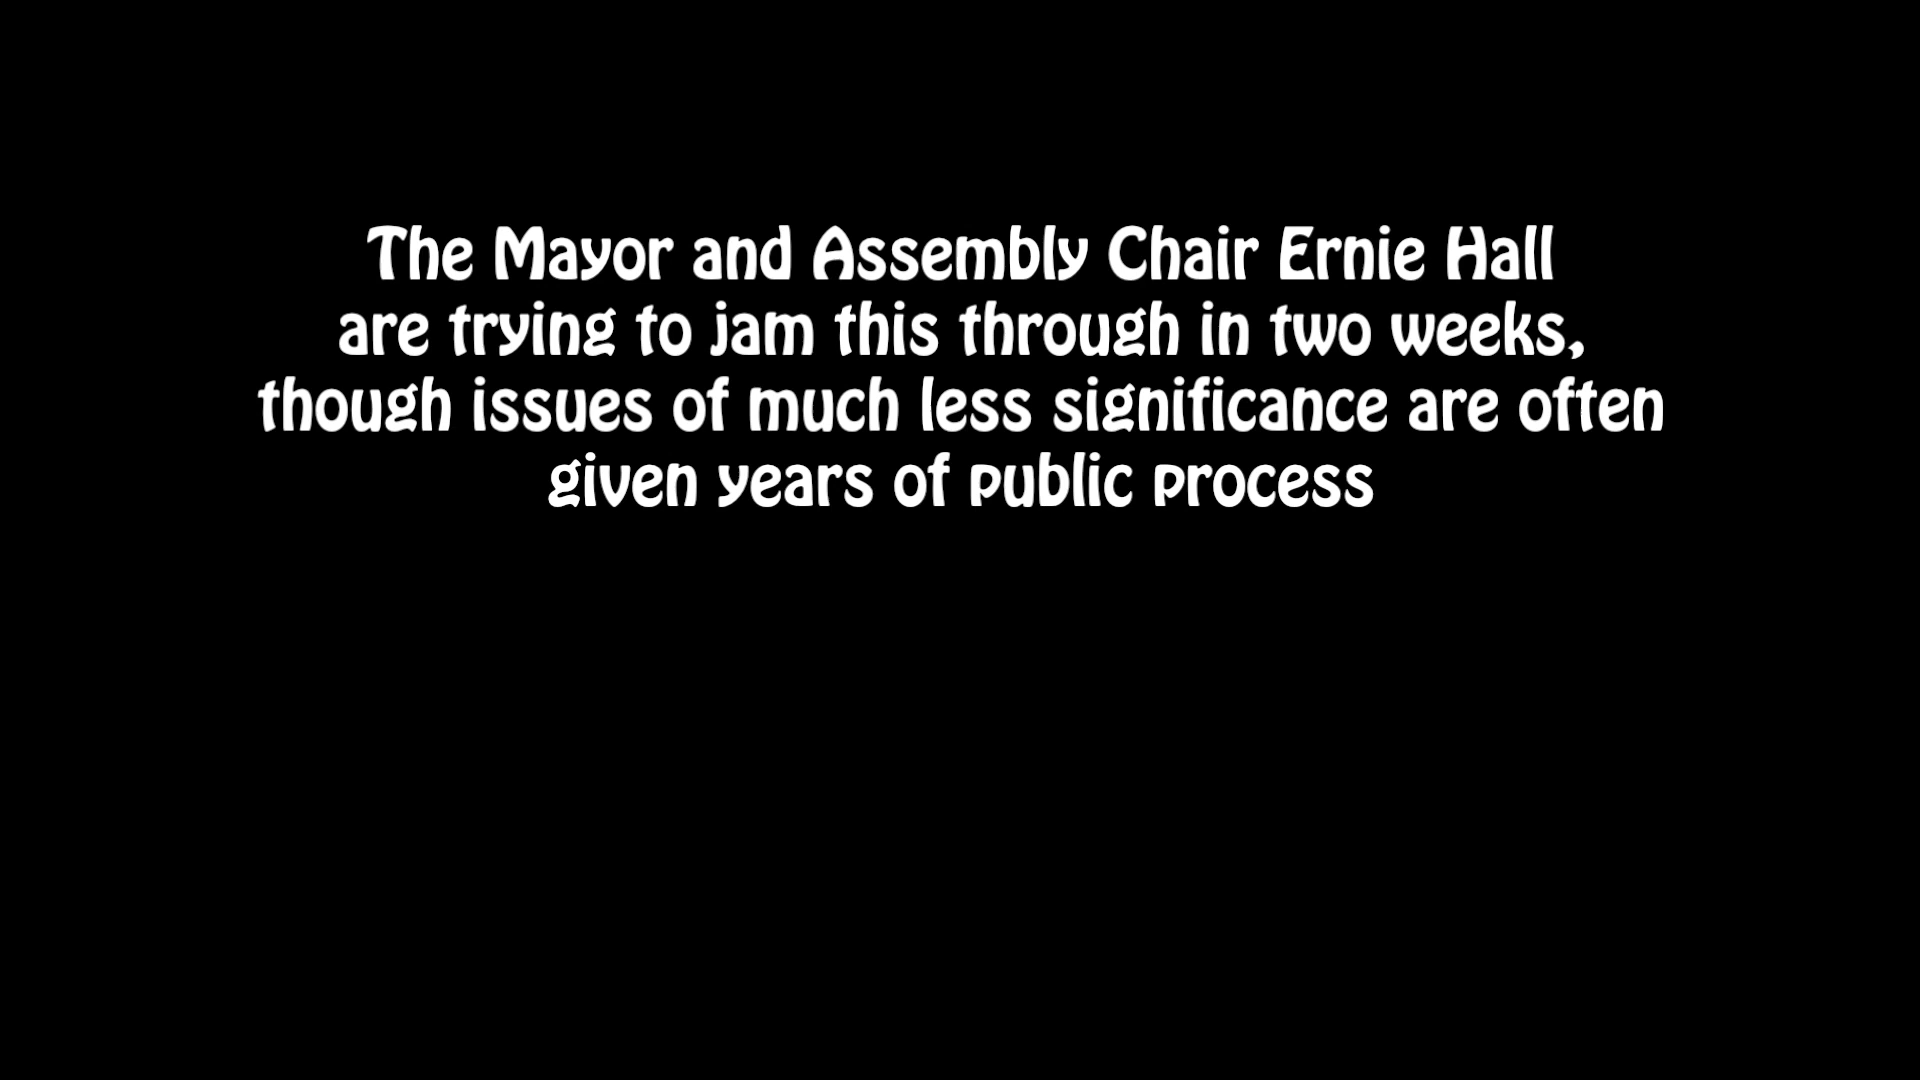 The Mayor and Assembly Chair Ernie Hall
are trying to jam this through in two weeks,
though issues of much less significance are often
given years of public process